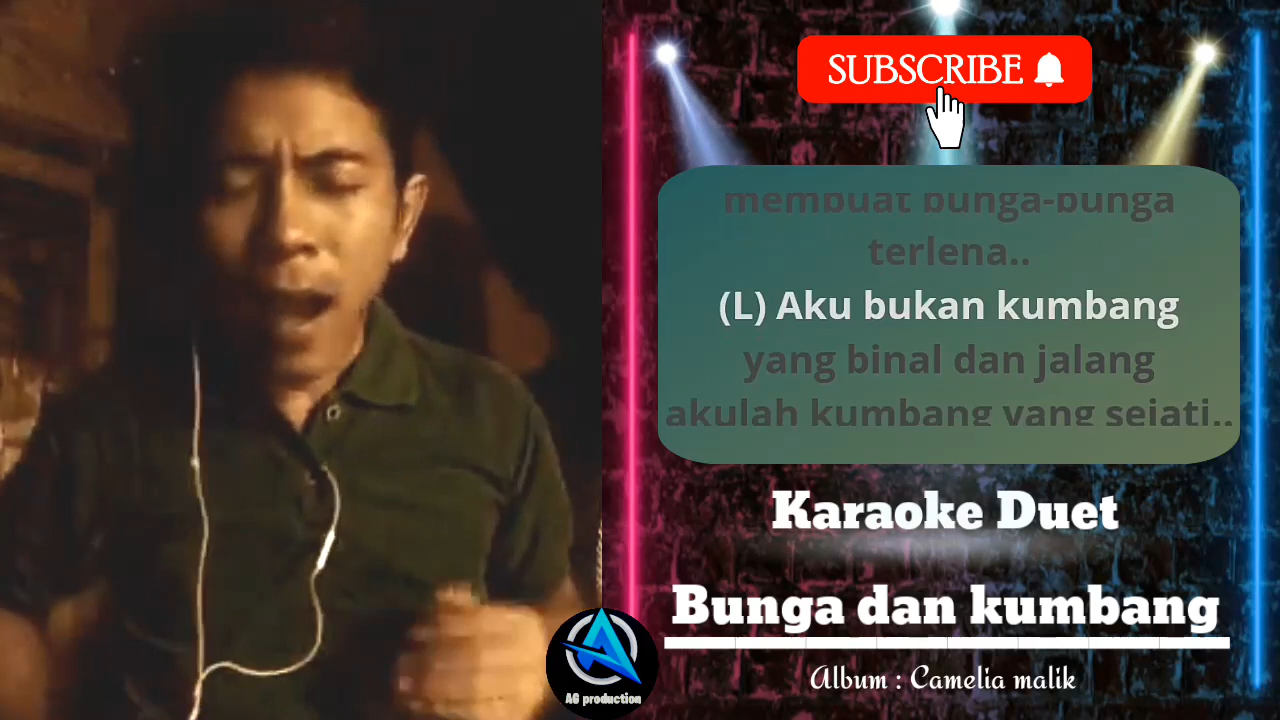 SUBSCRIBE
membuat bunga-bunga
terlena..
(L) Aku bukan kumbang
yang binal dan jalang
akulah kumbang yang sejati..
Karaoke Duet
Bunga dan kumbang
Album : Camelia malik
AG production